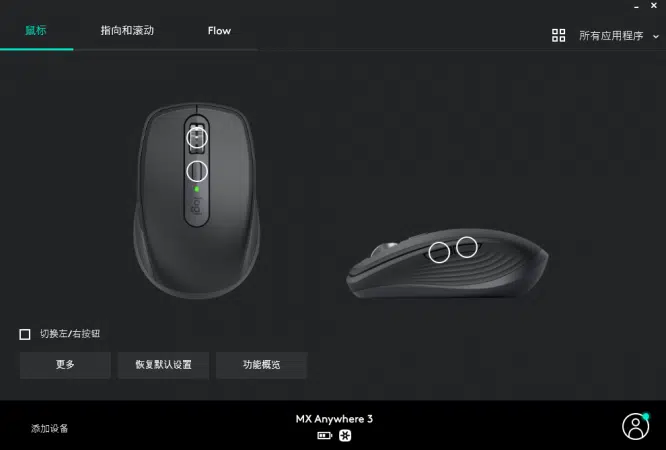 鼠标
指向和滚动
Flow
所有应用程序
logi
切换左/右按钮
更多
恢复默认设置
功能概览
添加设备
MX Anywhere 3